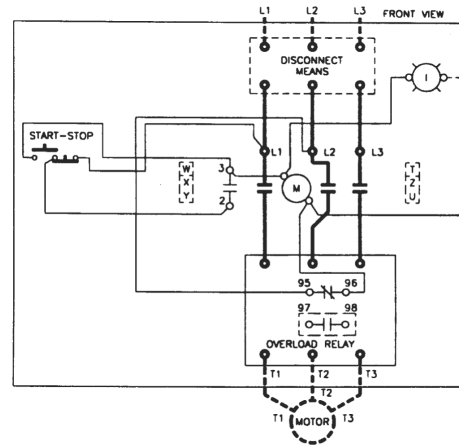 L1 L2 L3 FRONT VIEW
DISCONNECT
MEANS
I
START-STOP
L1 L2 L3
W
X
Y
3
2
M
T
Z
U
95 96
97 98
OVERLOAD RELAY
T1 T2 T3
T2
T1 MOTOR T3